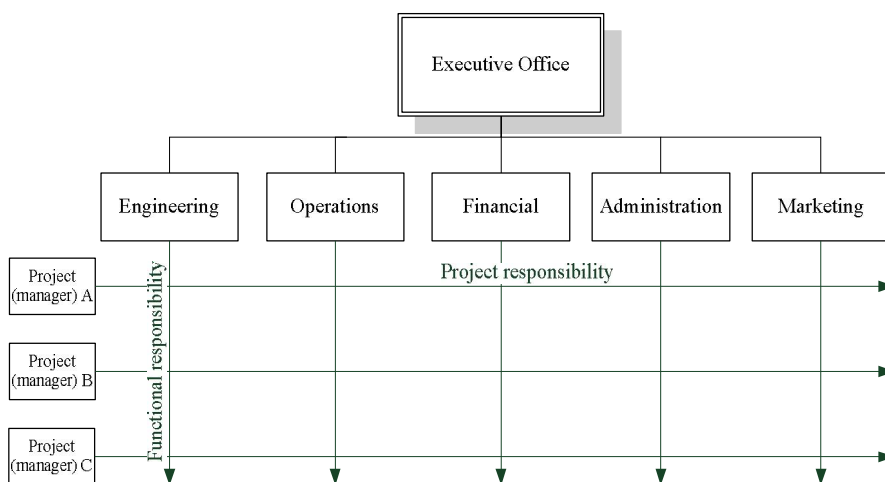 Executive Office
Engineering
Operations
Financial
Administration
Marketing
Project responsibility
Functional responsibility
Project
(manager) A
Project
(manager) B
Project
(manager) C